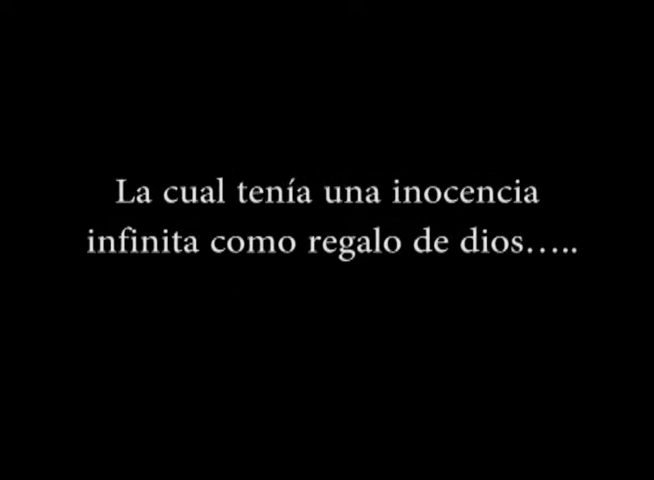 La cual tenía una inocencia
infinita como regalo de dios…..